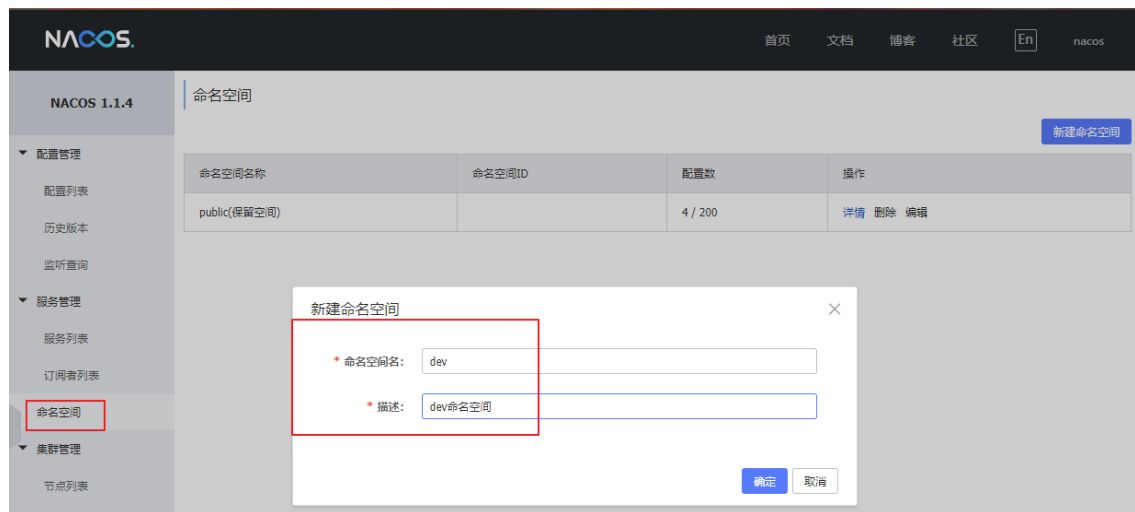 NACOS.
首页 文档 博客 社区 En nacos
NACOS 1.1.4
命名空间
新建命名空间
配置管理
配置列表
历史版本
监听查询
服务管理
服务列表
订阅者列表
命名空间
集群管理
节点列表
命名空间名称 命名空间ID 配置数 操作
public(保留空间) 4 / 200 详情 删除 编辑
新建命名空间
* 命名空间名: dev
* 描述: dev命名空间
确定 取消